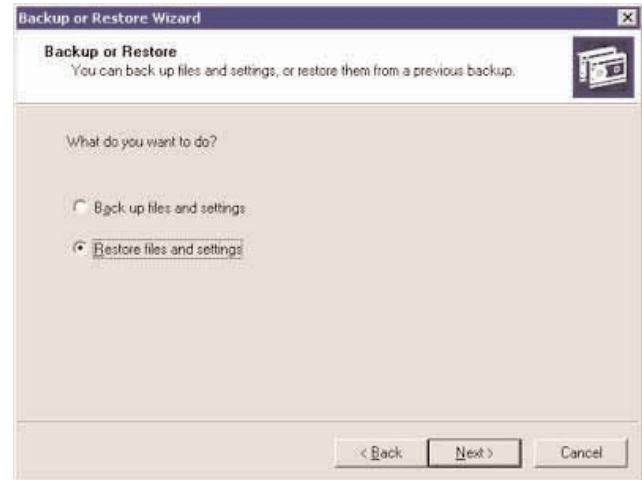 Backup or Restore Wizard
Backup or Restore
You can back up files and settings, or restore them from a previous backup.
What do you want to do?
Back up files and settings
Restore files and settings
< Back Next > Cancel